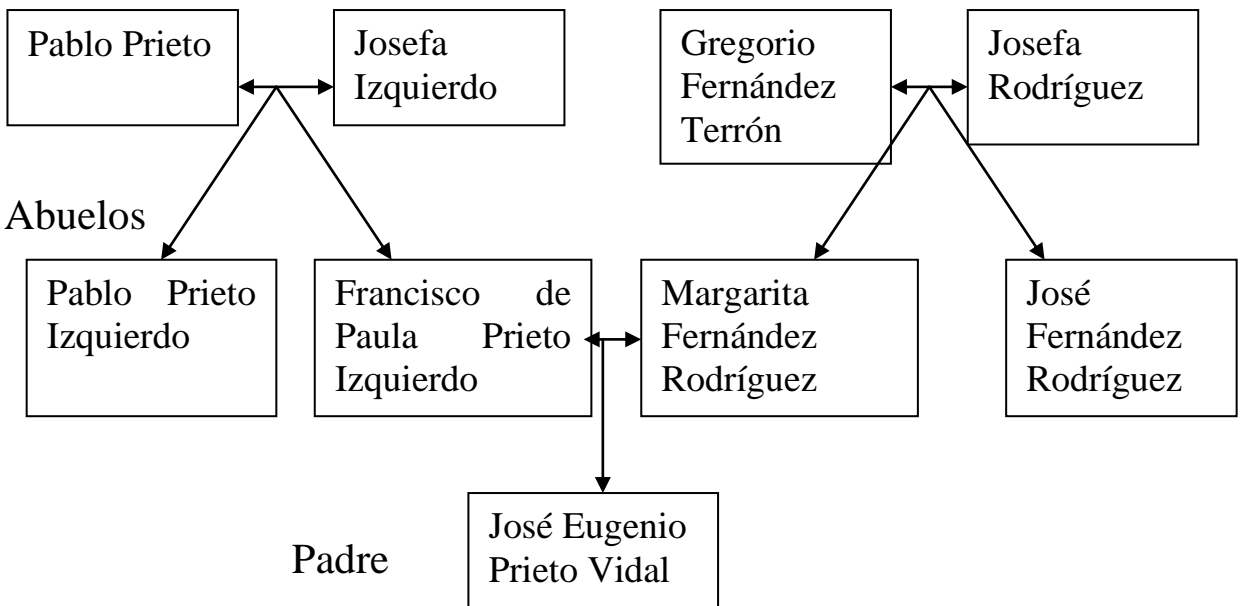 Pablo Prieto
Josefa
Izquierdo
Gregorio
Fernández
Terrón
Josefa
Rodríguez
Abuelos
Pablo Prieto
Izquierdo
Francisco de
Paula Prieto
Izquierdo
Margarita
Fernández
Rodríguez
José
Fernández
Rodríguez
Padre
José Eugenio
Prieto Vidal